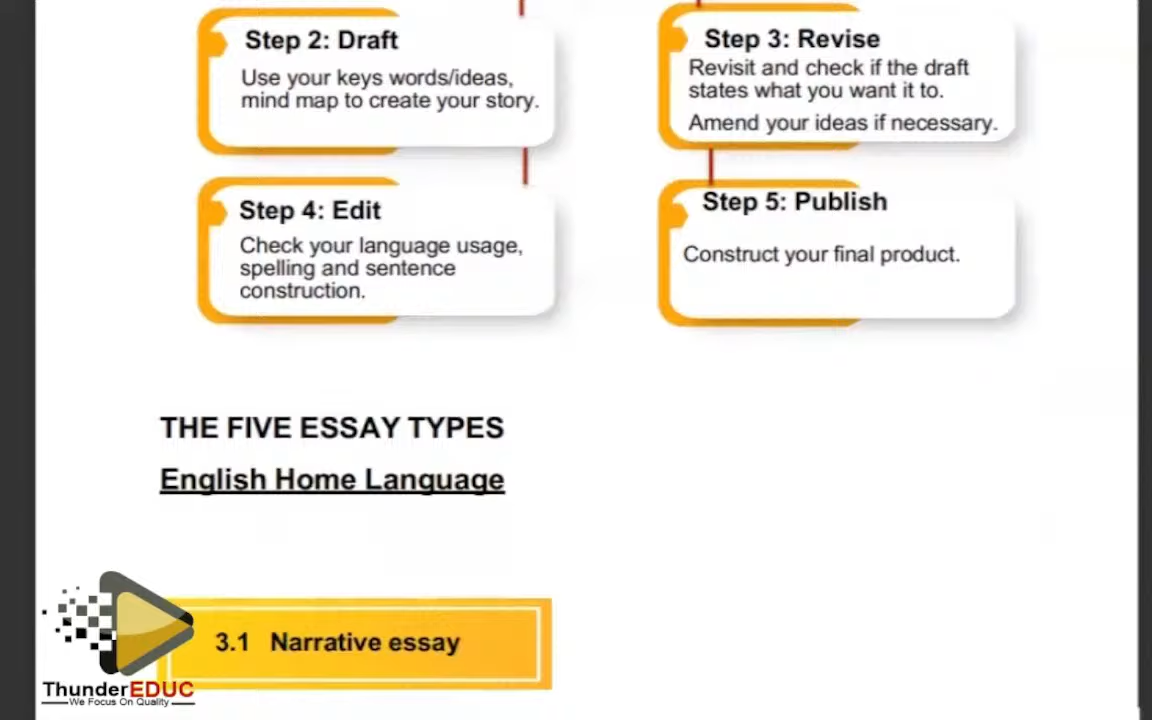 Step 2: Draft
Use your keys words/ideas,
mind map to create your story.
Step 3: Revise
Revisit and check if the draft
states what you want it to.
Amend your ideas if necessary.
Step 4: Edit
Check your language usage,
spelling and sentence
construction.
Step 5: Publish
Construct your final product.
THE FIVE ESSAY TYPES
English Home Language
3.1 Narrative essay
ThunderEDUC
We Focus On Quality